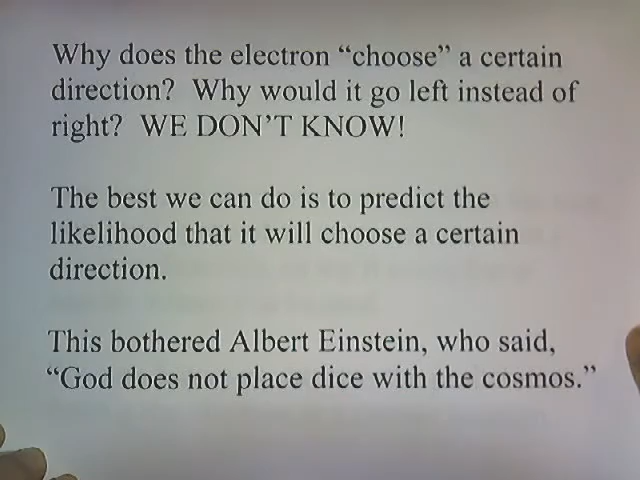 Why does the electron “choose” a certain
direction?  Why would it go left instead of
right?  WE DON’T KNOW!
The best we can do is to predict the
likelihood that it will choose a certain
direction.
This bothered Albert Einstein, who said,
“God does not place dice with the cosmos.”